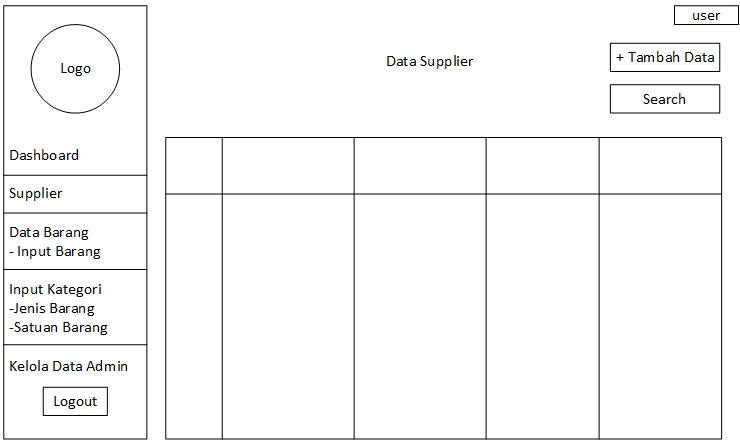 user
Logo
Data Supplier
+ Tambah Data
Search
Dashboard
Supplier
Data Barang
- Input Barang
Input Kategori
-Jenis Barang
-Satuan Barang
Kelola Data Admin
Logout